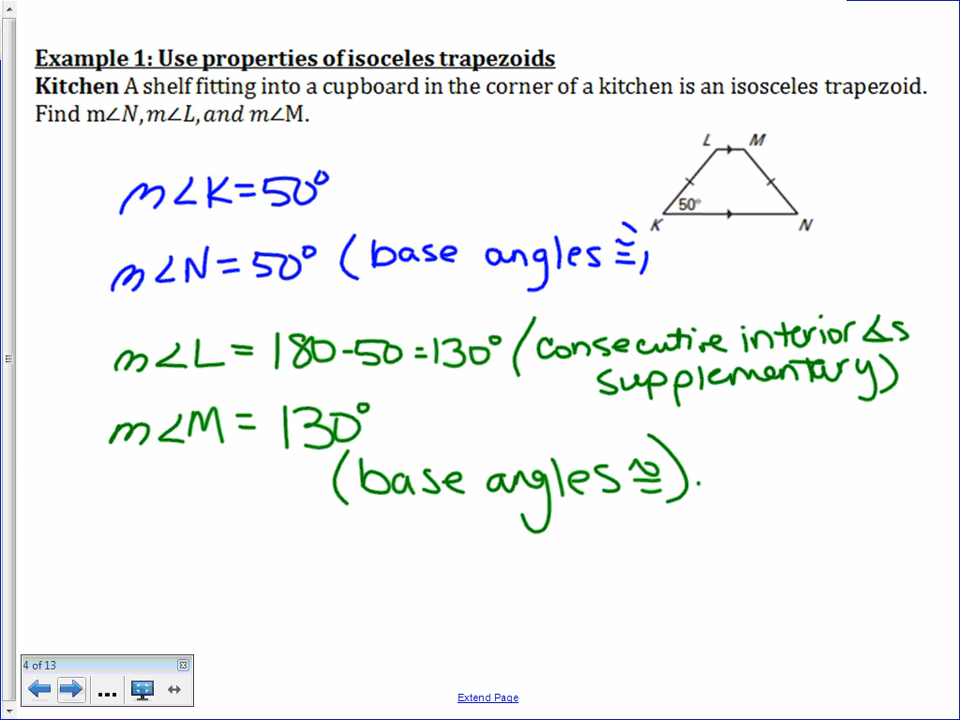 Example 1: Use properties of isoceles trapezoids
Kitchen A shelf fitting into a cupboard in the corner of a kitchen is an isosceles trapezoid.
Find m∠N, m∠L, and m∠M.
L M
50°
K N
m∠K=50°
m∠N=50° (base angles ≅)
m∠L = 180-50=130° (consecutive interior ∠s
supplementary)
m∠M = 130°
(base angles ≅).
4 of 13
...
Extend Page